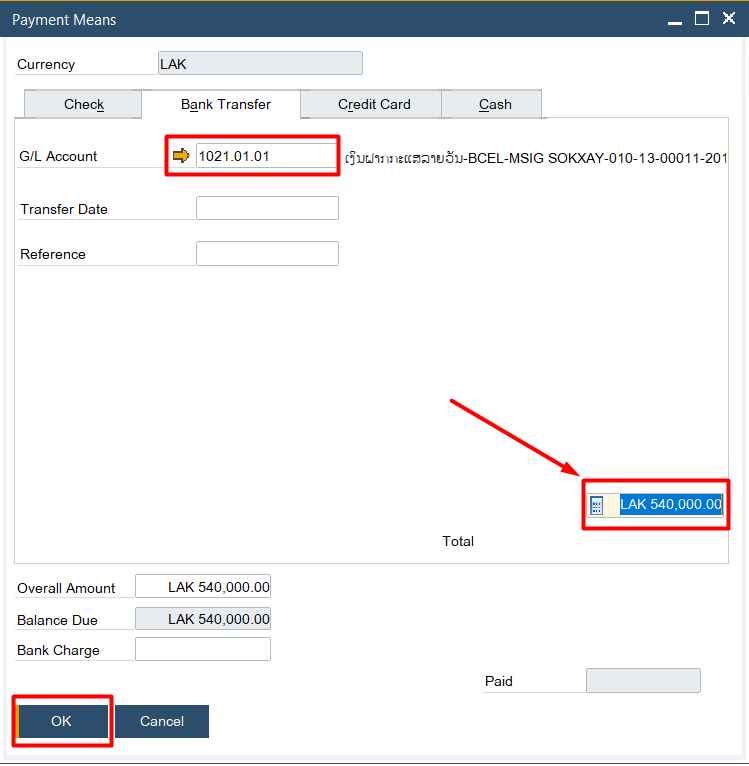 Payment Means
Currency LAK
Check Bank Transfer Credit Card Cash
G/L Account 1021.01.01 ເງິນຝາກກະແສລາຍວັນ-BCEL-MSIG SOKXAY-010-13-00011-201
Transfer Date
Reference
LAK 540,000.00
Total
Overall Amount LAK 540,000.00
Balance Due LAK 540,000.00
Bank Charge
Paid
OK Cancel